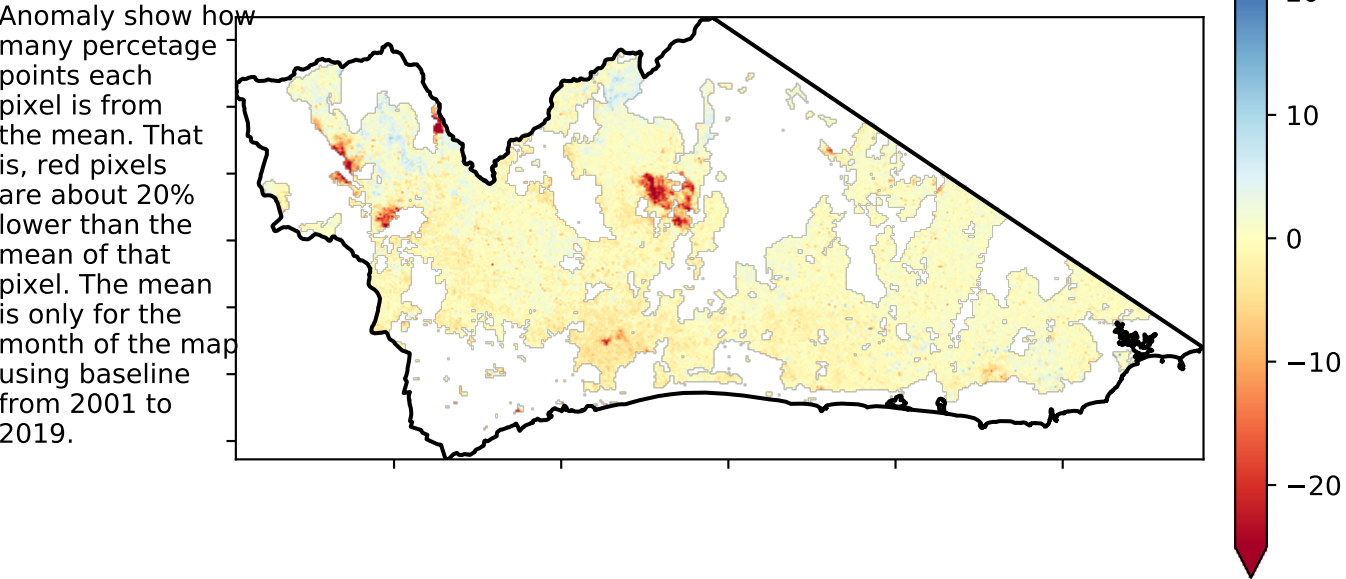 Anomaly show how
many percetage
points each
pixel is from
the mean. That
is, red pixels
are about 20%
lower than the
mean of that
pixel. The mean
is only for the
month of the map
using baseline
from 2001 to
2019.
10
0
−10
−20